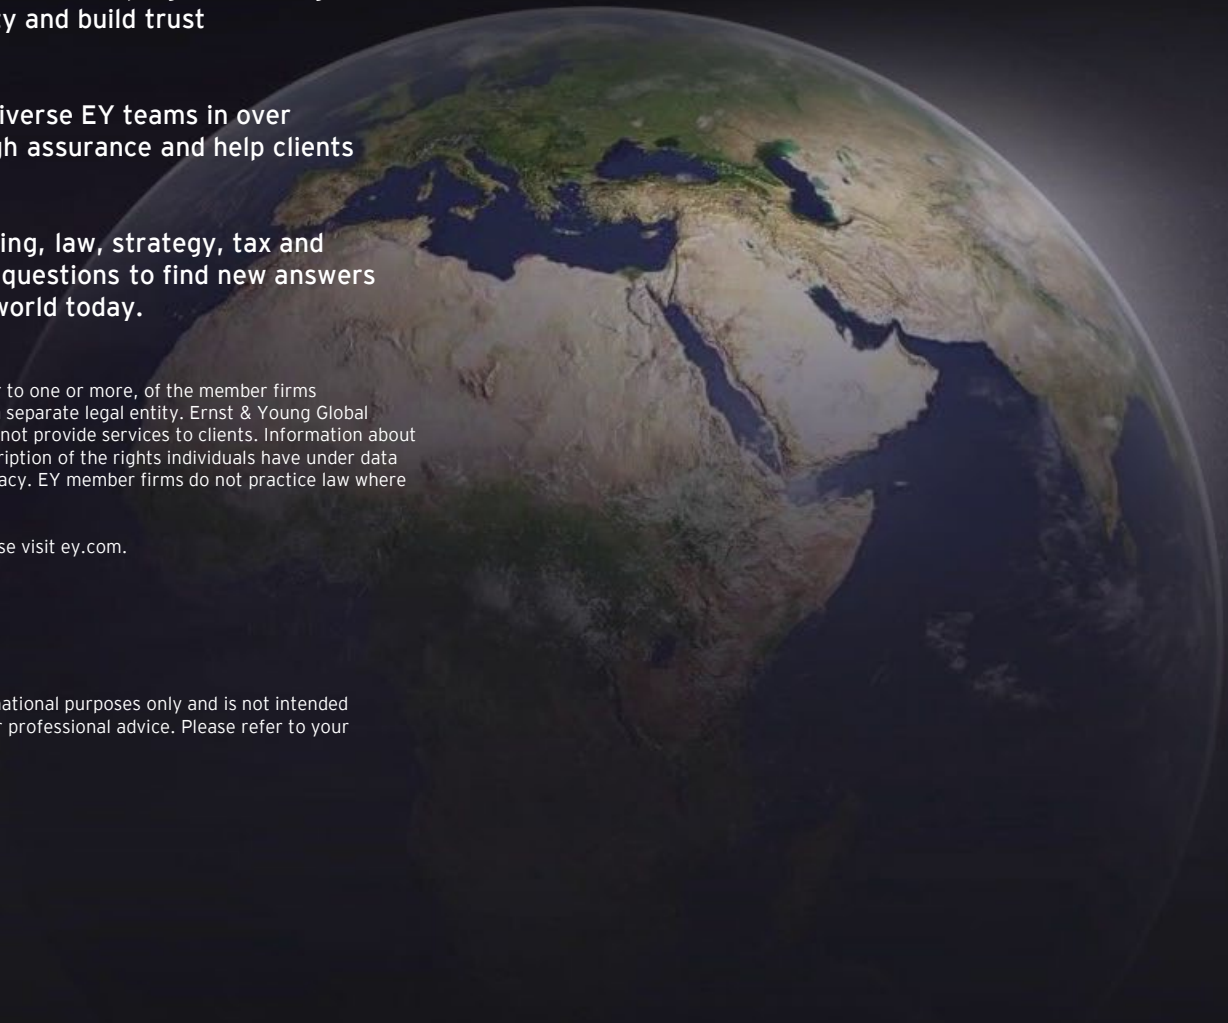 ty and build trust
iverse EY teams in over
gh assurance and help clients
ing, law, strategy, tax and
questions to find new answers
world today.
r to one or more, of the member firms
separate legal entity. Ernst & Young Global
not provide services to clients. Information about
ription of the rights individuals have under data
acy. EY member firms do not practice law where
se visit ey.com.
ational purposes only and is not intended
r professional advice. Please refer to your